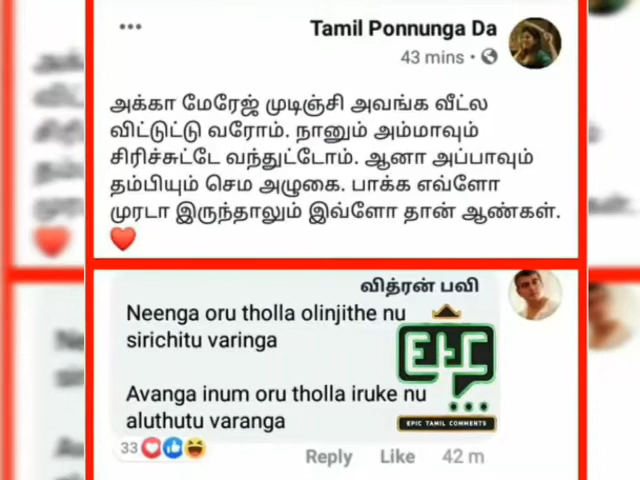 Tamil Ponnunga Da
43 mins
அக்கா மேரேஜ் முடிஞ்சி அவங்க வீட்ல
விட்டுட்டு வரோம். நானும் அம்மாவும்
சிரிச்சுட்டே வந்துட்டோம். ஆனா அப்பாவும்
தம்பியும் செம அழுகை. பாக்க எவ்ளோ
முரடா இருந்தாலும் இவ்ளோ தான் ஆண்கள்.
❤️
வித்ரன் பவி
Neenga oru tholla olinjithe nu
sirichitu varinga
Avanga inum oru tholla iruke nu
aluthutu varanga
EPIC TAMIL COMMENTS
33
Reply Like 42 m